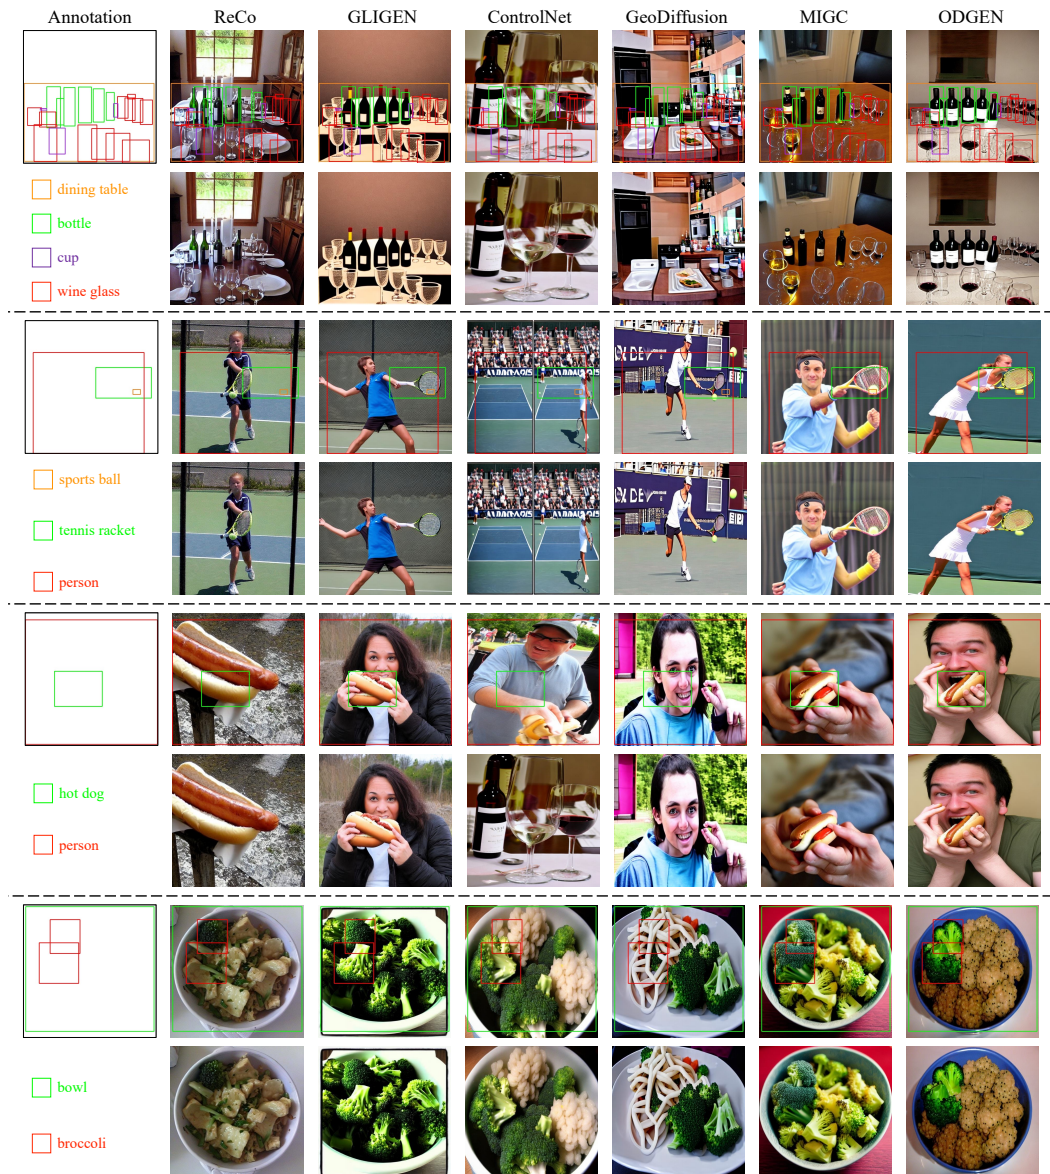 Annotation ReCo GLIGEN ControlNet GeoDiffusion MIGC ODGEN
dining table
bottle
cup
wine glass
sports ball
tennis racket
person
hot dog
person
bowl
broccoli